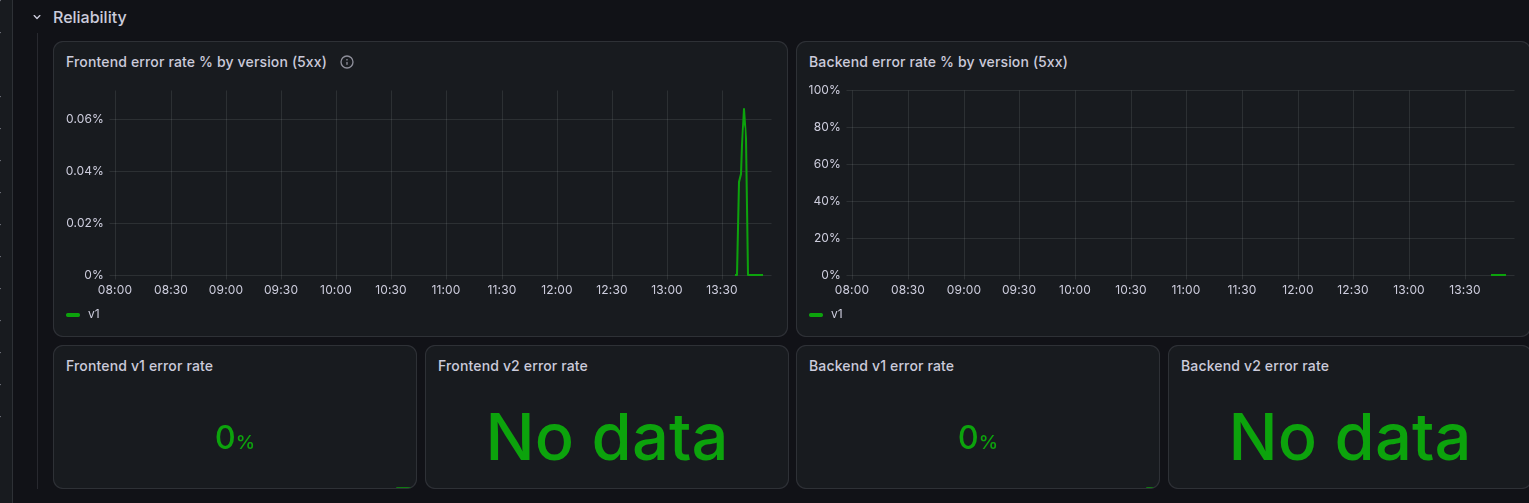 Reliability
Frontend error rate % by version (5xx)
0.06%
0.04%
0.02%
0%
08:00 08:30 09:00 09:30 10:00 10:30 11:00 11:30 12:00 12:30 13:00 13:30
v1
Backend error rate % by version (5xx)
100%
80%
60%
40%
20%
0%
08:00 08:30 09:00 09:30 10:00 10:30 11:00 11:30 12:00 12:30 13:00 13:30
v1
Frontend v1 error rate
0%
Frontend v2 error rate
No data
Backend v1 error rate
0%
Backend v2 error rate
No data